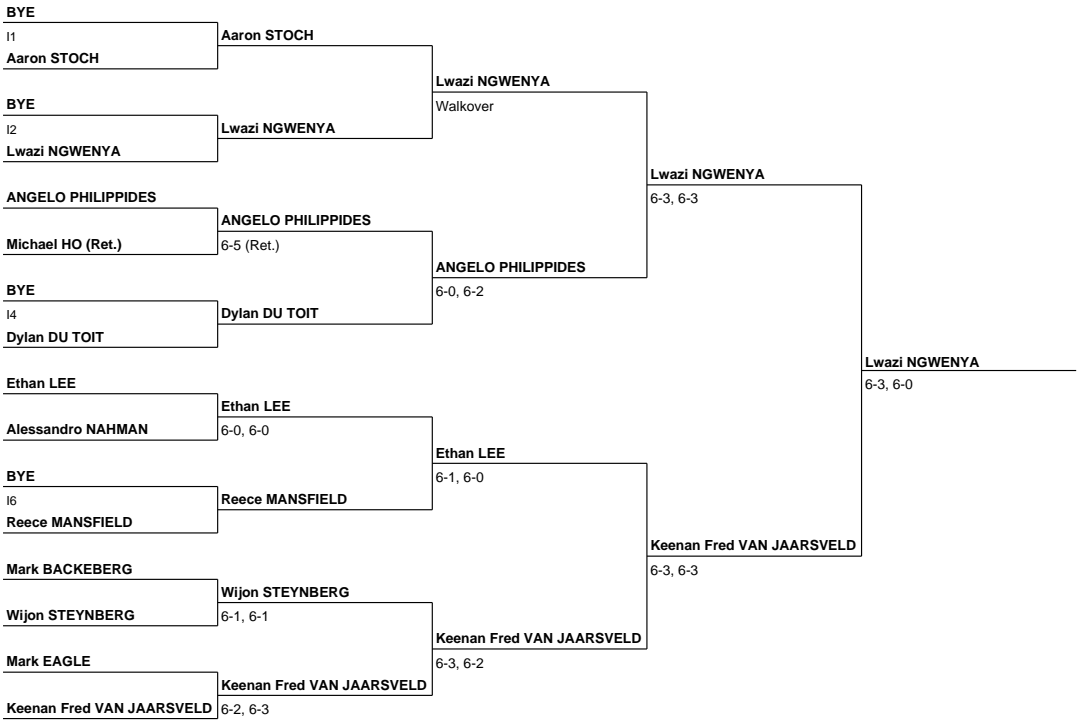 BYE
I1
Aaron STOCH
Aaron STOCH
BYE
I2
Lwazi NGWENYA
Lwazi NGWENYA
Lwazi NGWENYA
Walkover
ANGELO PHILIPPIDES
Michael HO (Ret.)
ANGELO PHILIPPIDES
6-5 (Ret.)
BYE
I4
Dylan DU TOIT
Dylan DU TOIT
ANGELO PHILIPPIDES
6-0, 6-2
Lwazi NGWENYA
6-3, 6-3
Ethan LEE
Alessandro NAHMAN
Ethan LEE
6-0, 6-0
BYE
I6
Reece MANSFIELD
Reece MANSFIELD
Ethan LEE
6-1, 6-0
Mark BACKEBERG
Wijon STEYNBERG
Wijon STEYNBERG
6-1, 6-1
Mark EAGLE
Keenan Fred VAN JAARSVELD
Keenan Fred VAN JAARSVELD
6-2, 6-3
Keenan Fred VAN JAARSVELD
6-3, 6-2
Keenan Fred VAN JAARSVELD
6-3, 6-3
Lwazi NGWENYA
6-3, 6-0